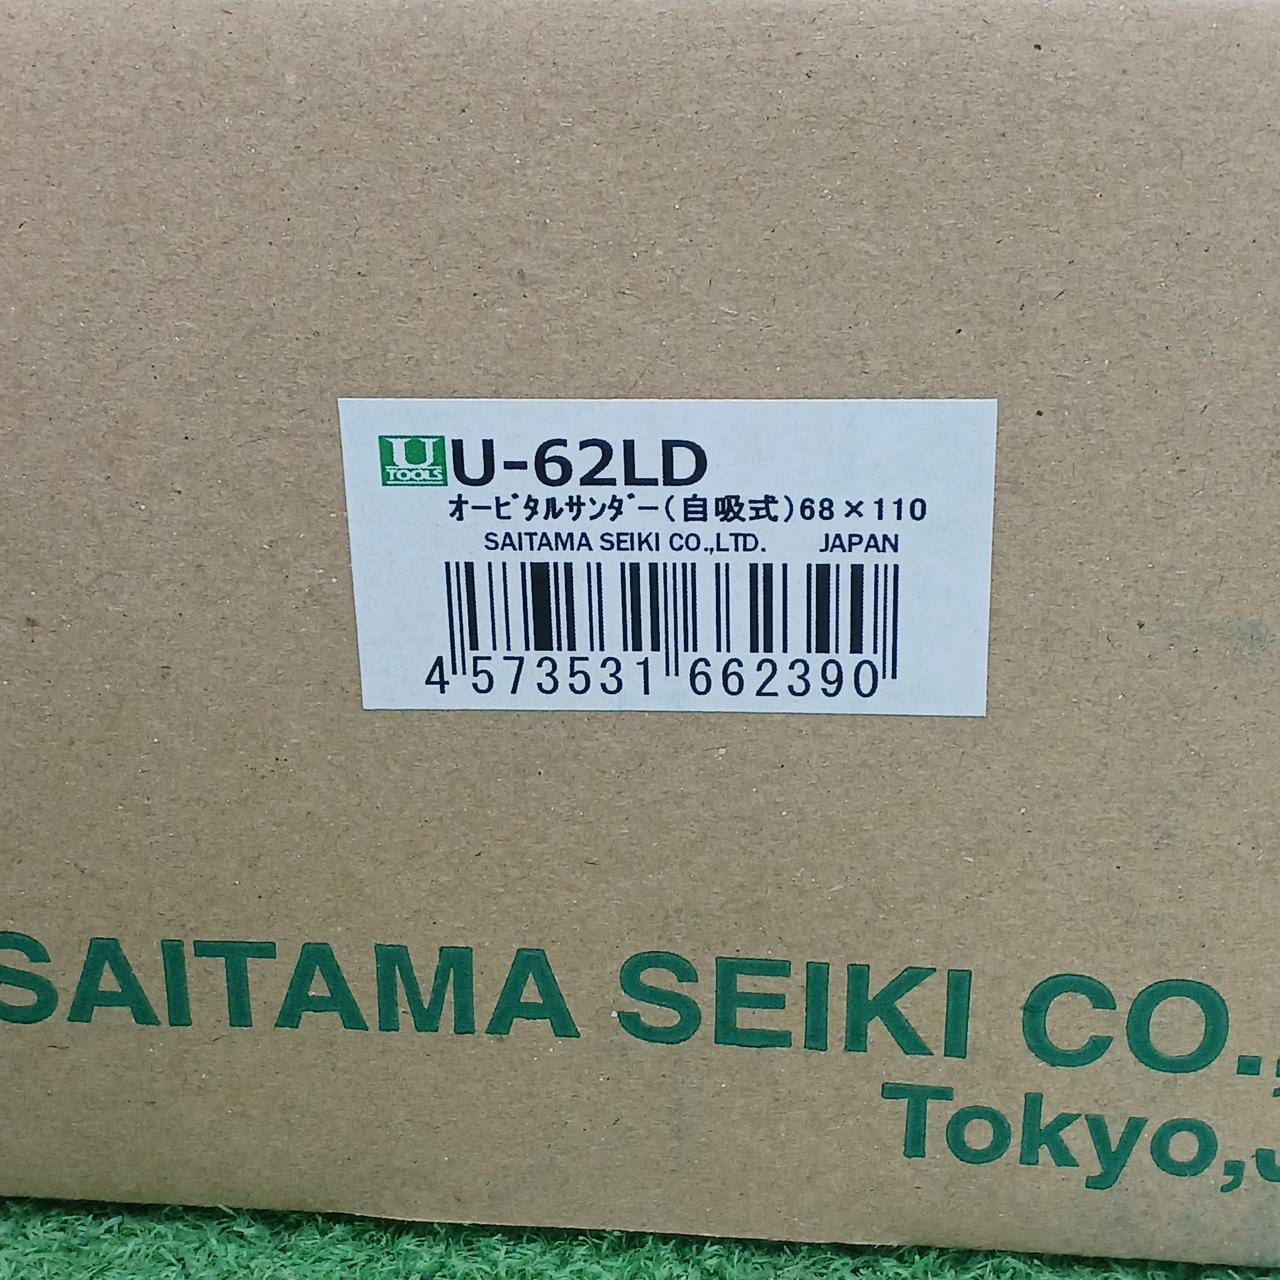 U TOOLS U-62LD
オービタルサンダー(自吸式)68×110
SAITAMA SEIKI CO.,LTD. JAPAN
4 573531 662390
SAITAMA SEIKI CO.,
Tokyo,J